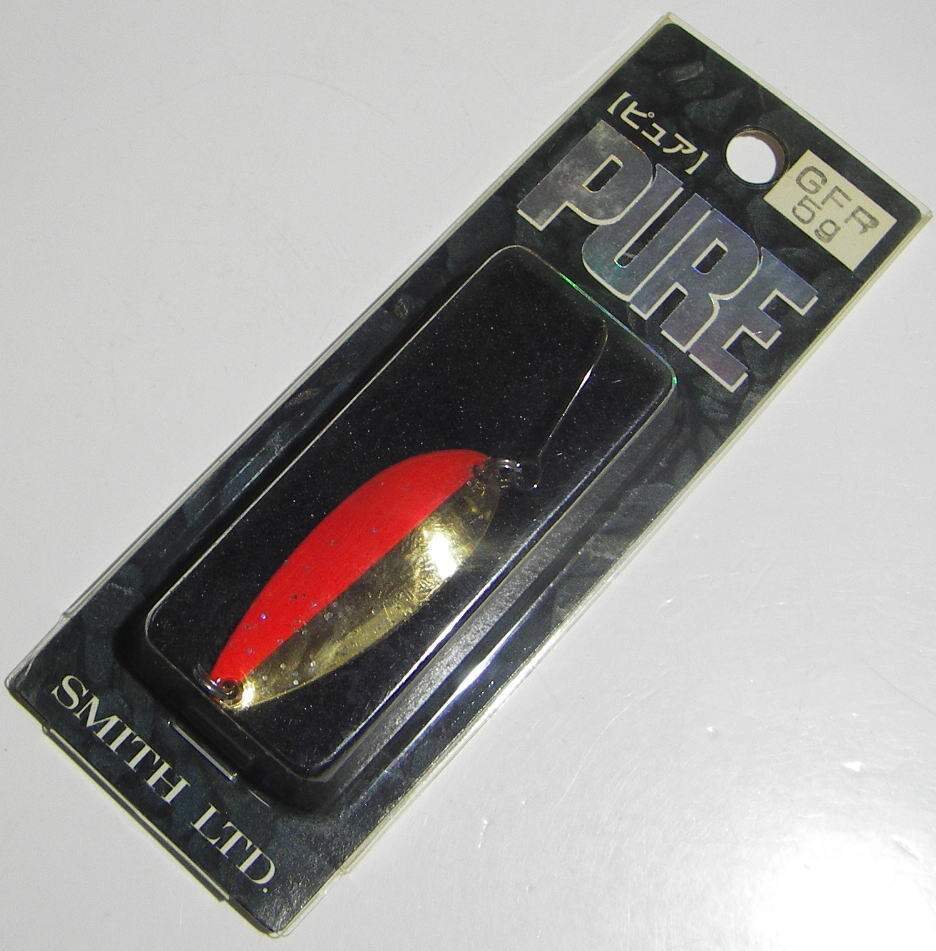 【ピュア】
PURE
GFR
5g
SMITH LTD.